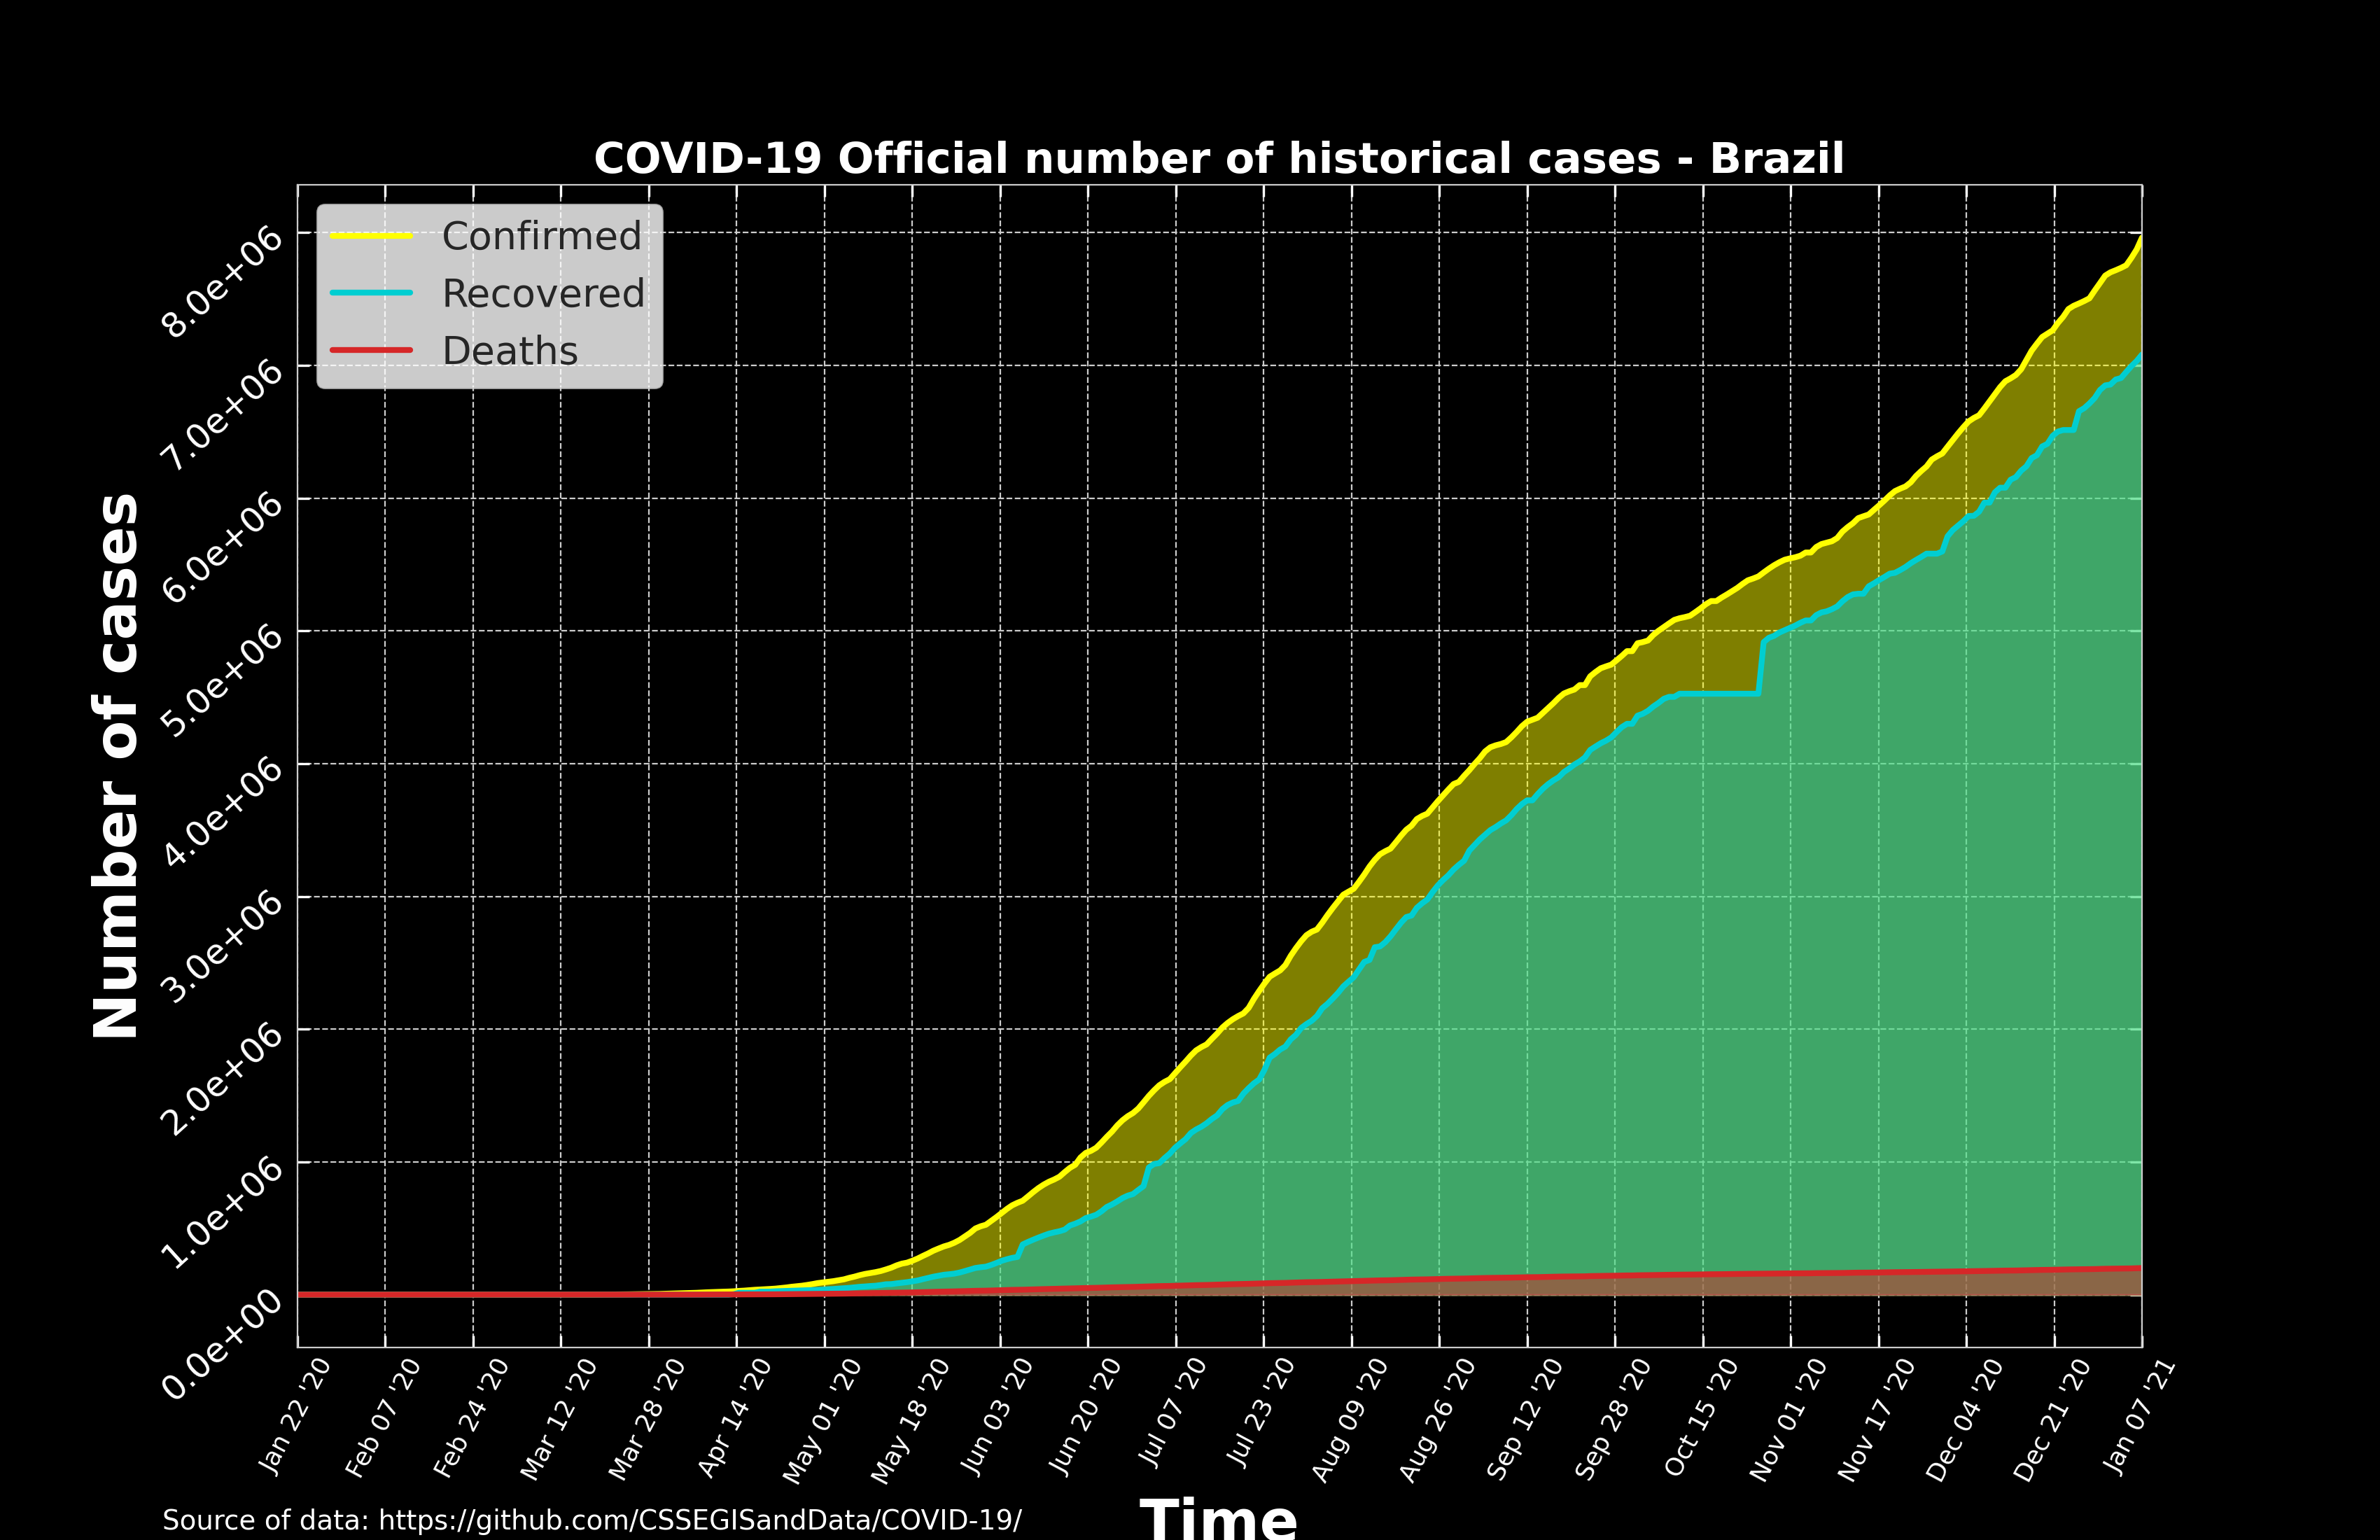 COVID-19 Official number of historical cases - Brazil
Confirmed
Recovered
Deaths
Number of cases
8.0e+06
7.0e+06
6.0e+06
5.0e+06
4.0e+06
3.0e+06
2.0e+06
1.0e+06
0.0e+00
Jan 22 '20
Feb 07 '20
Feb 24 '20
Mar 12 '20
Mar 28 '20
Apr 14 '20
May 01 '20
May 18 '20
Jun 03 '20
Jun 20 '20
Jul 07 '20
Jul 23 '20
Aug 09 '20
Aug 26 '20
Sep 12 '20
Sep 28 '20
Oct 15 '20
Nov 01 '20
Nov 17 '20
Dec 04 '20
Dec 21 '20
Jan 07 '21
Time
Source of data: https://github.com/CSSEGISandData/COVID-19/